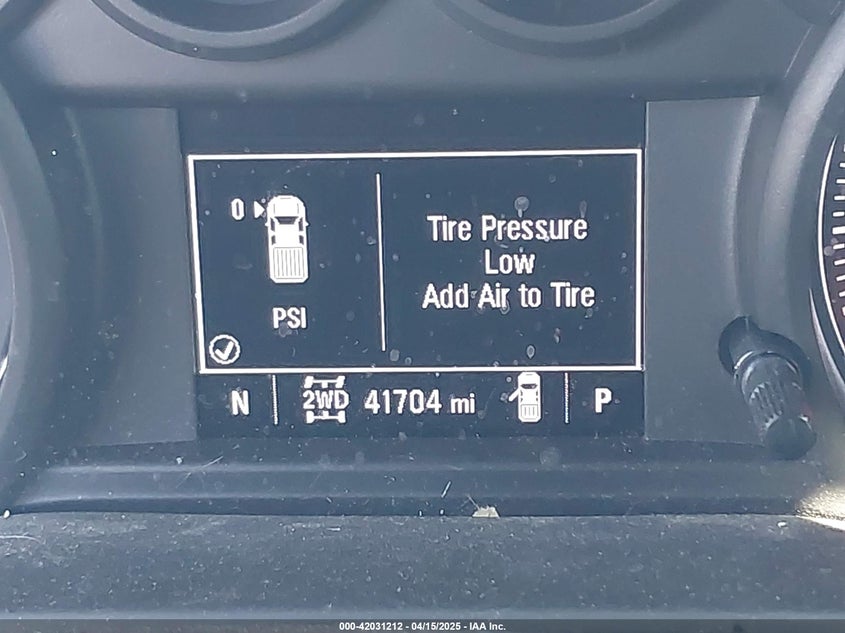 0
Tire Pressure
Low
Add Air to Tire
PSI
N 2WD 41704 mi P
000-42031212 - 04/15/2025 - IAA Inc.